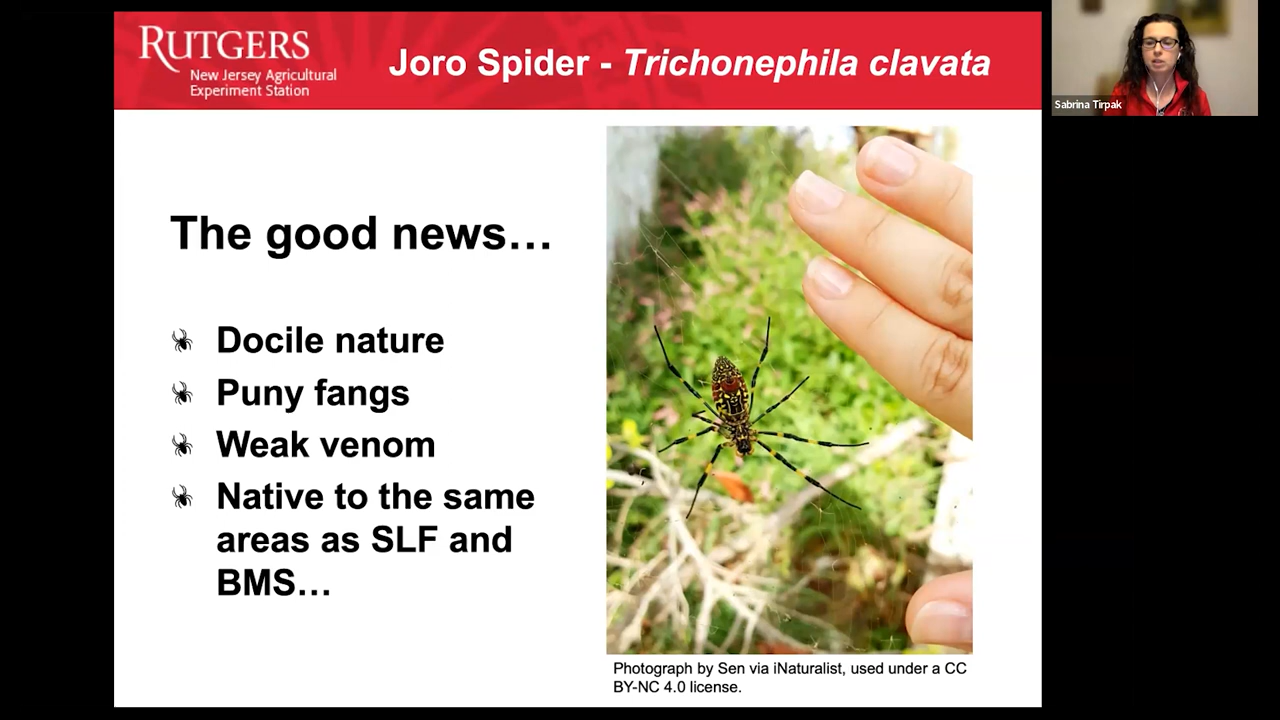 RUTGERS
New Jersey Agricultural
Experiment Station
Joro Spider - Trichonephila clavata
Sabrina Tirpak
The good news…
Docile nature
Puny fangs
Weak venom
Native to the same
areas as SLF and
BMS…
Photograph by Sen via iNaturalist, used under a CC
BY-NC 4.0 license.